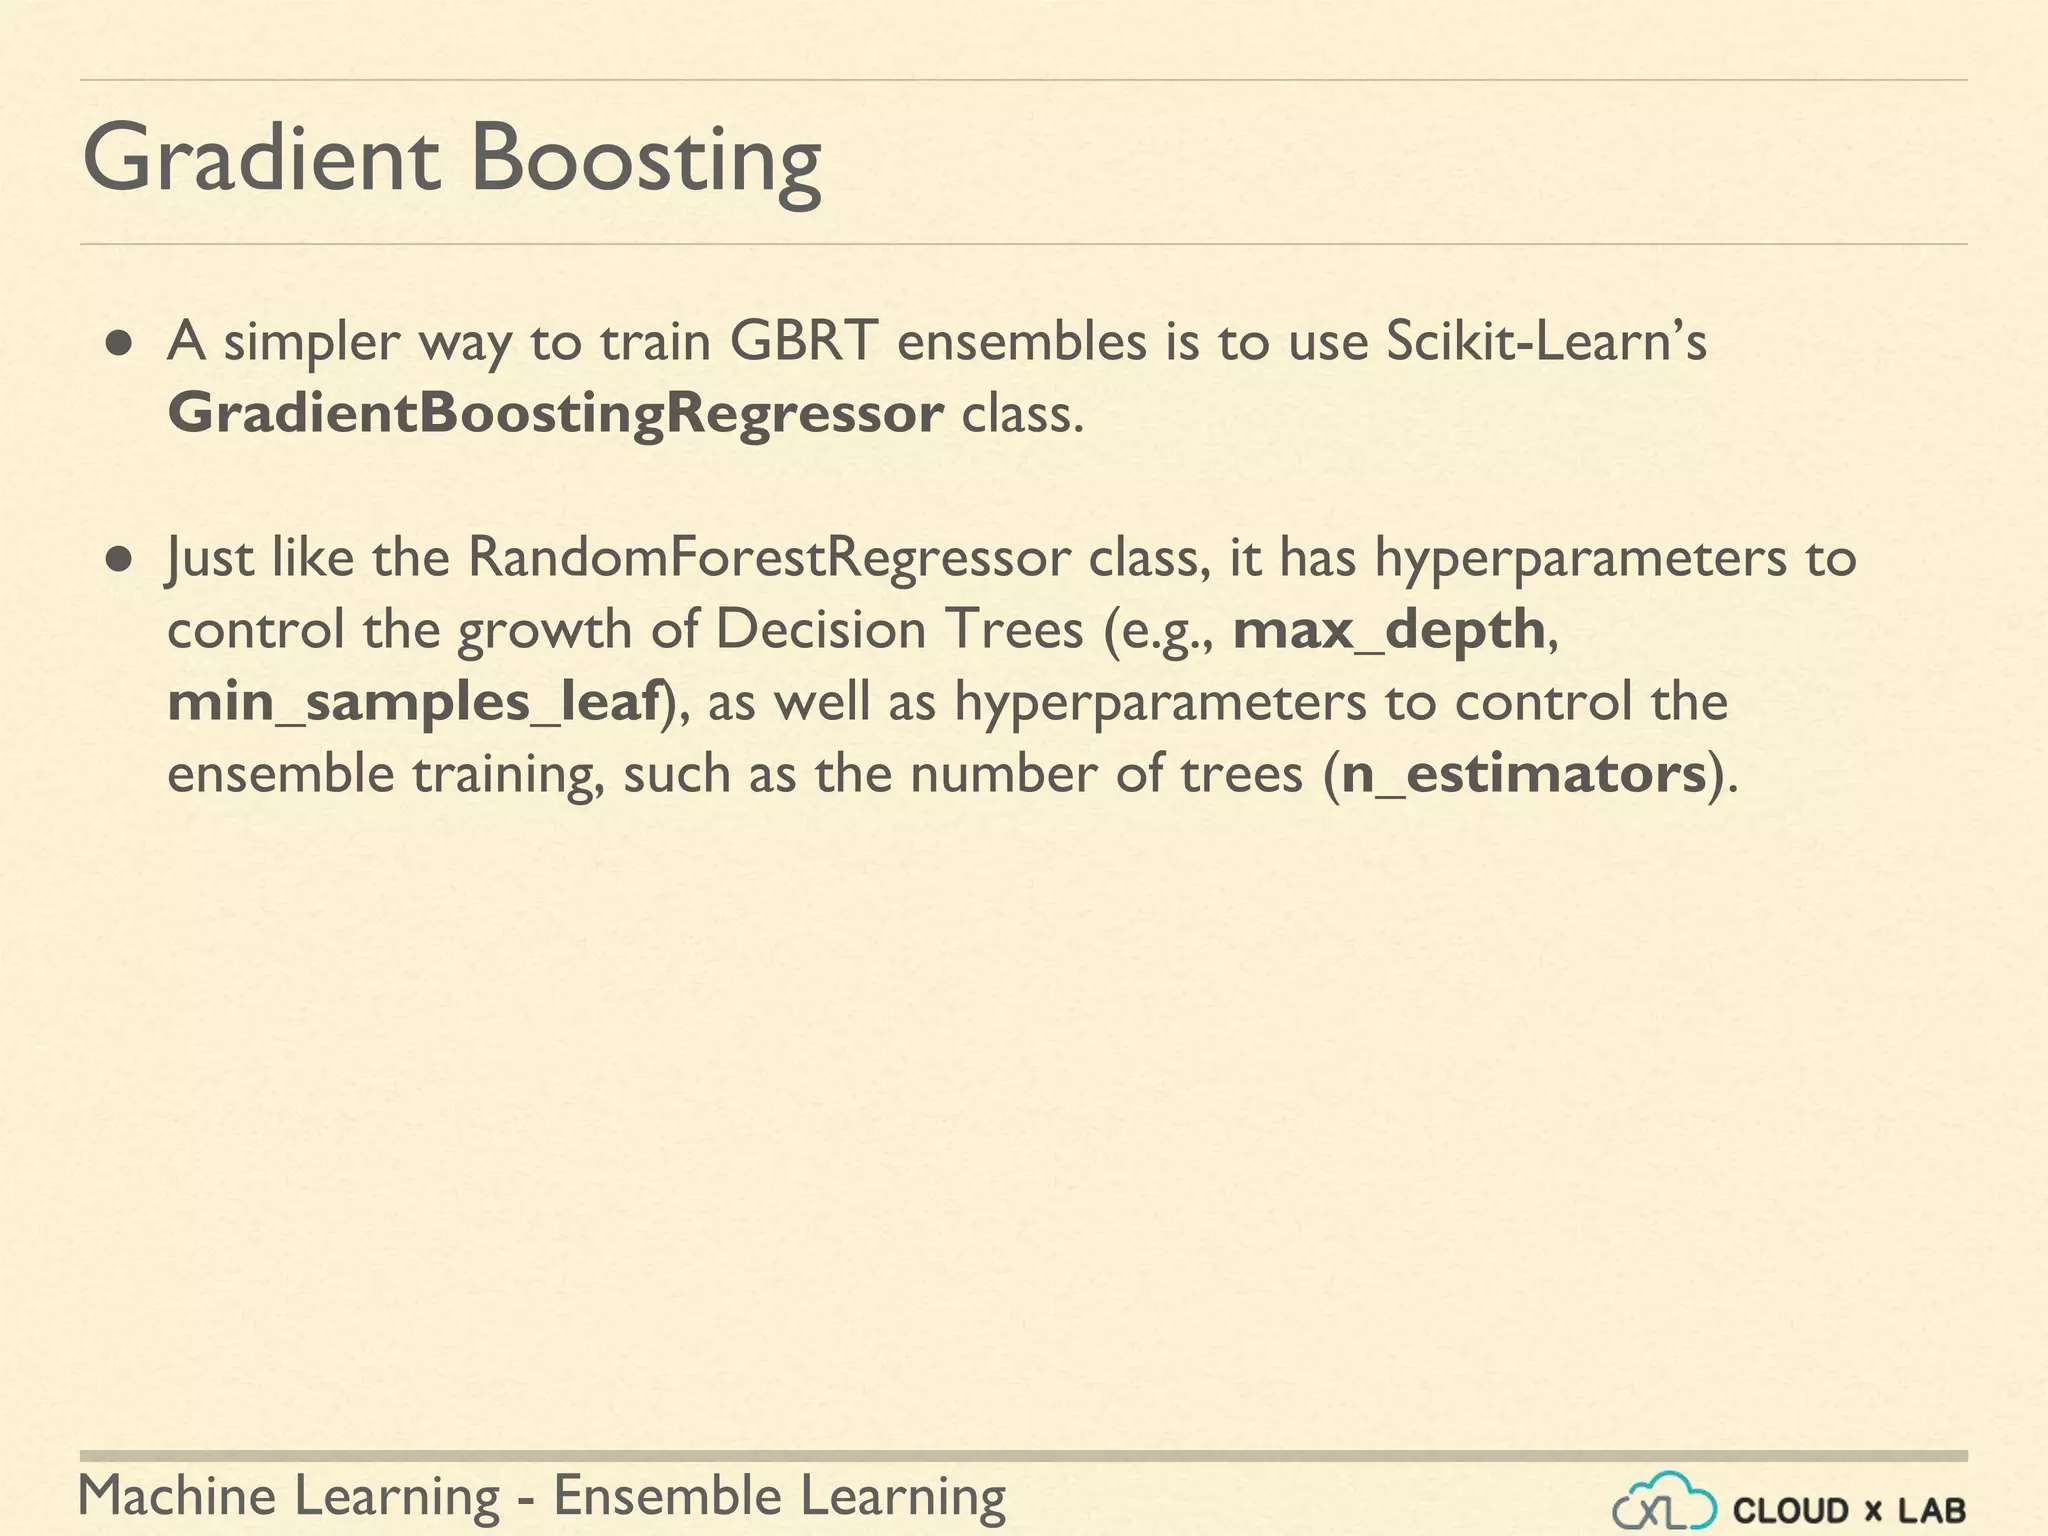 Gradient Boosting
● A simpler way to train GBRT ensembles is to use Scikit-Learn’s
GradientBoostingRegressor class.
● Just like the RandomForestRegressor class, it has hyperparameters to
control the growth of Decision Trees (e.g., max_depth,
min_samples_leaf), as well as hyperparameters to control the
ensemble training, such as the number of trees (n_estimators).
Machine Learning - Ensemble Learning
CXL CLOUD x LAB